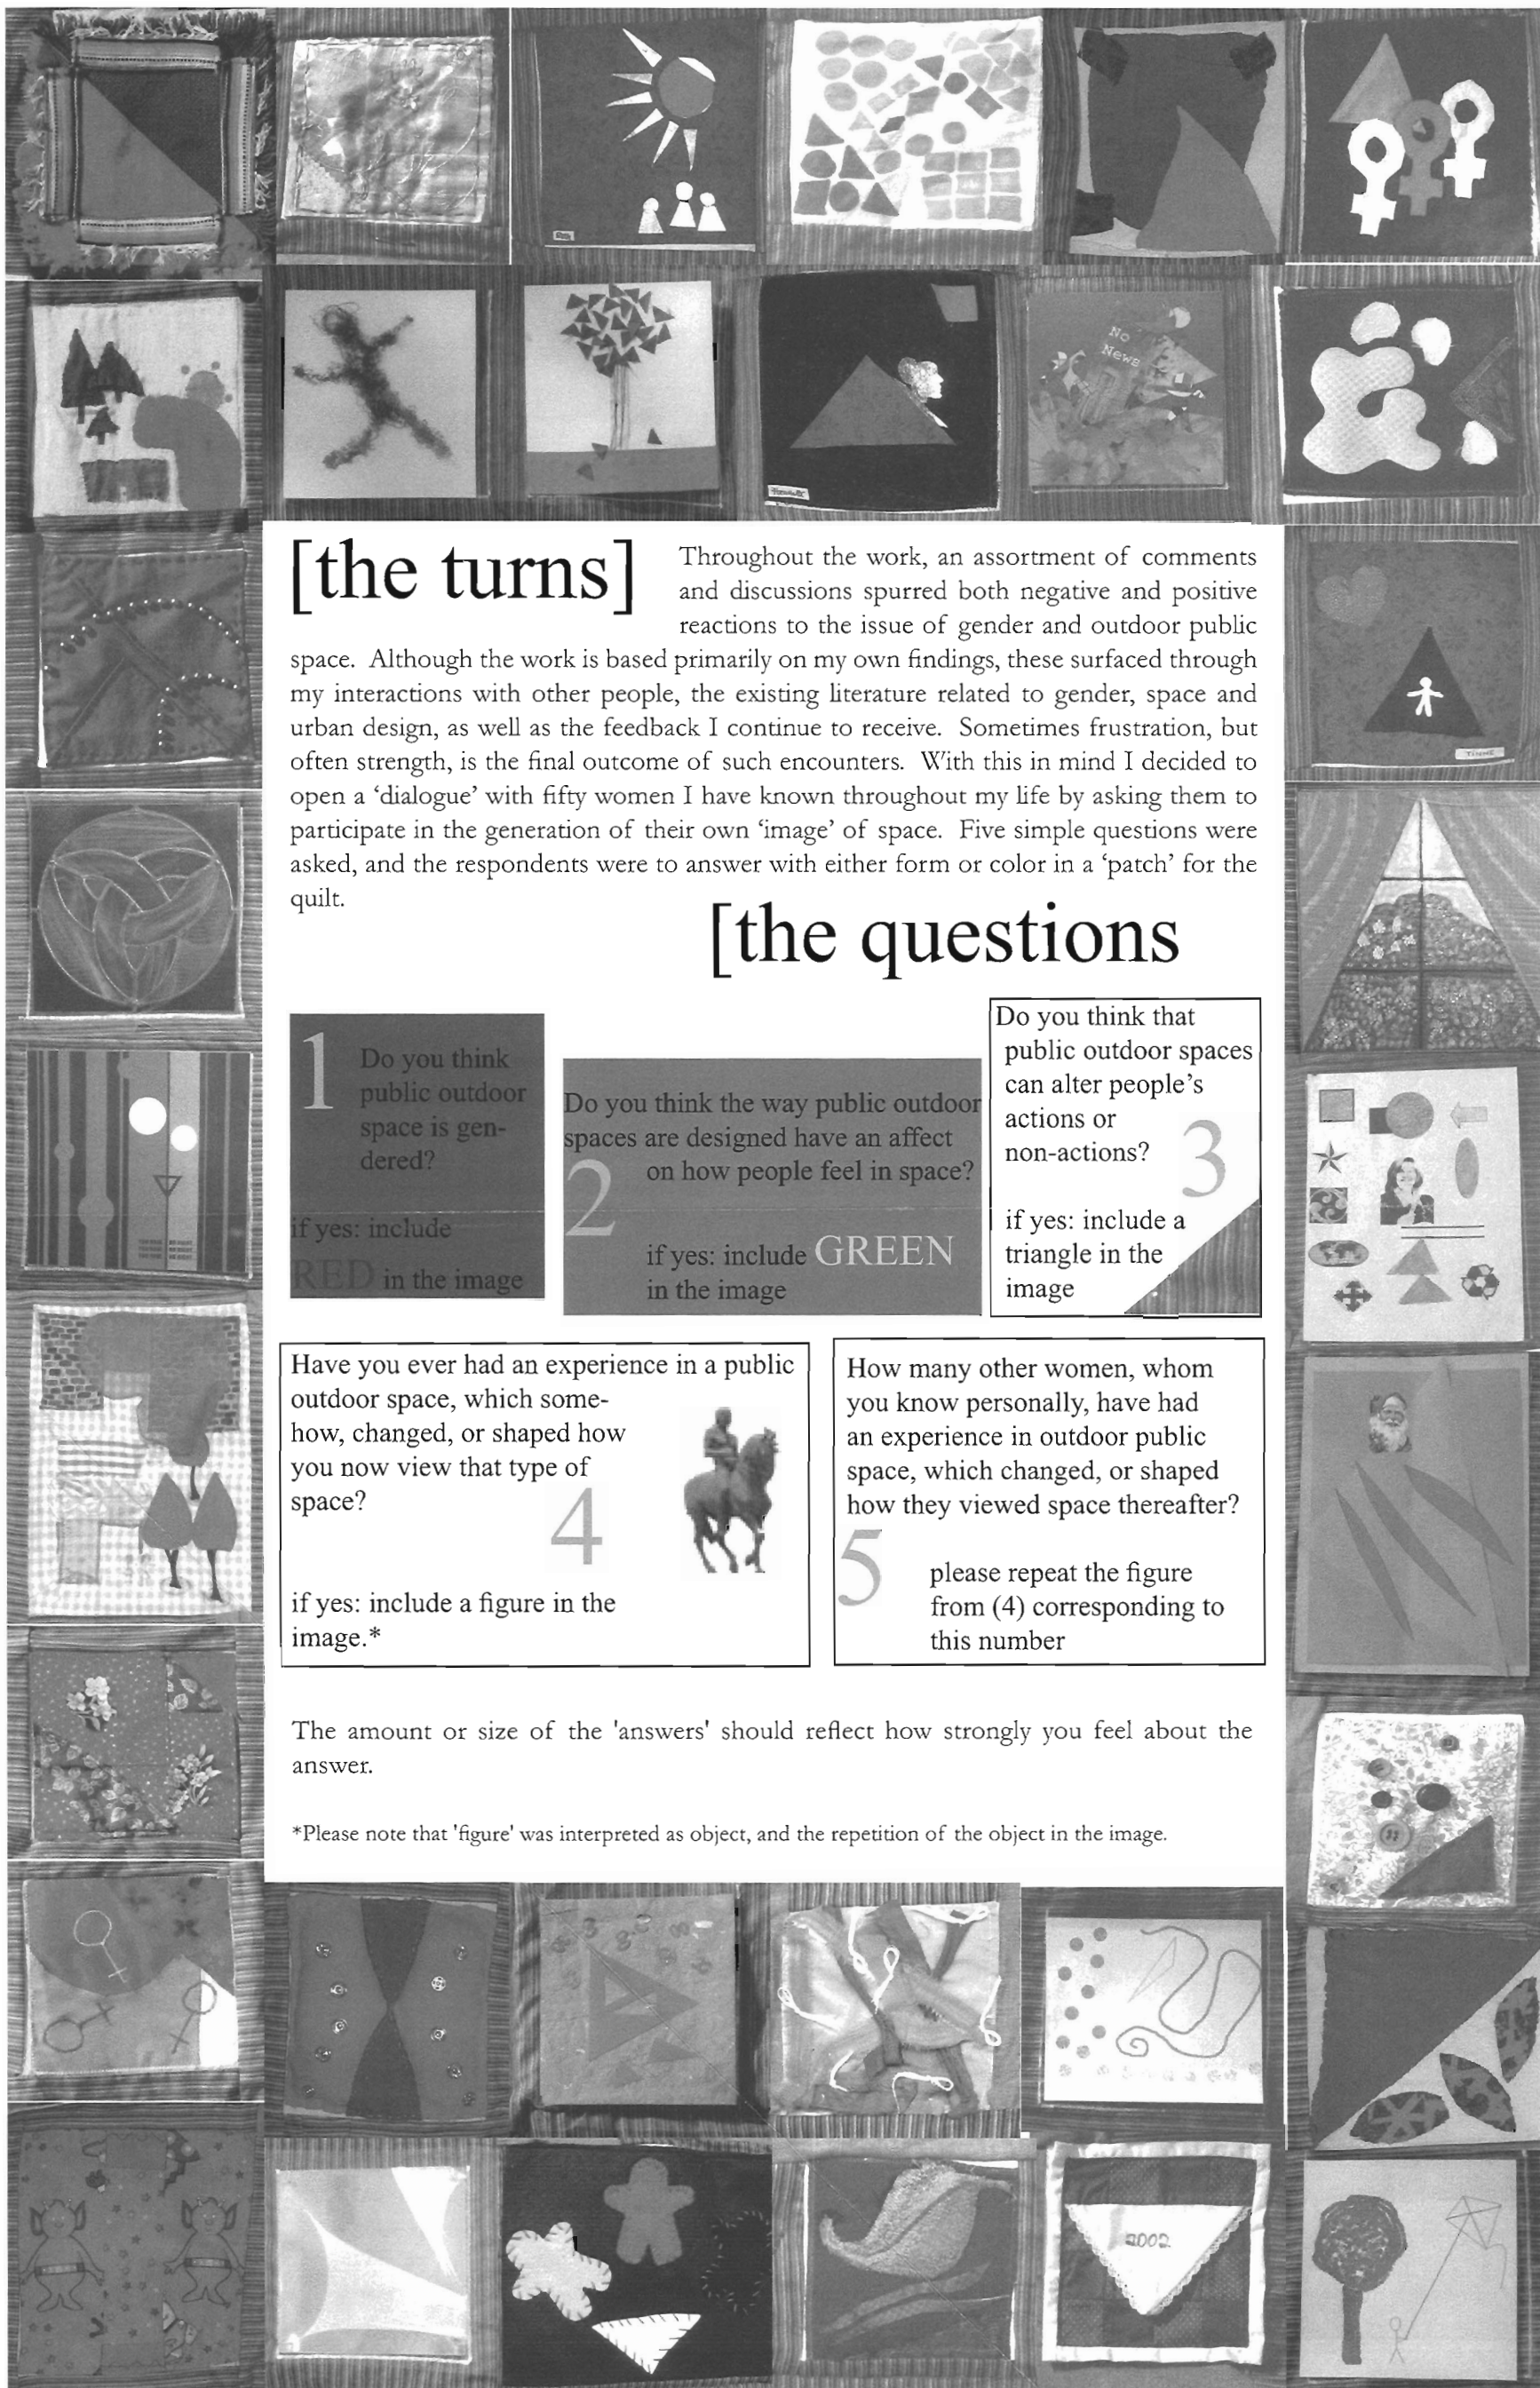 No
News
[the turns]
Throughout the work, an assortment of comments
and discussions spurred both negative and positive
reactions to the issue of gender and outdoor public
space. Although the work is based primarily on my own findings, these surfaced through
my interactions with other people, the existing literature related to gender, space and
urban design, as well as the feedback I continue to receive. Sometimes frustration, but
often strength, is the final outcome of such encounters. With this in mind I decided to
open a ‘dialogue’ with fifty women I have known throughout my life by asking them to
participate in the generation of their own ‘image’ of space. Five simple questions were
asked, and the respondents were to answer with either form or color in a ‘patch’ for the
quilt.
[the questions
1
Do you think
public outdoor
space is gen-
dered?
if yes: include
RED in the image
Do you think the way public outdoor
spaces are designed have an affect
2
on how people feel in space?
if yes: include GREEN
in the image
Do you think that
public outdoor spaces
can alter people’s
actions or
non-actions?
3
if yes: include a
triangle in the
image
Have you ever had an experience in a public
outdoor space, which some-
how, changed, or shaped how
you now view that type of
space?
4
if yes: include a figure in the
image.*
How many other women, whom
you know personally, have had
an experience in outdoor public
space, which changed, or shaped
how they viewed space thereafter?
5
please repeat the figure
from (4) corresponding to
this number
The amount or size of the 'answers' should reflect how strongly you feel about the
answer.
*Please note that 'figure' was interpreted as object, and the repetition of the object in the image.
2002